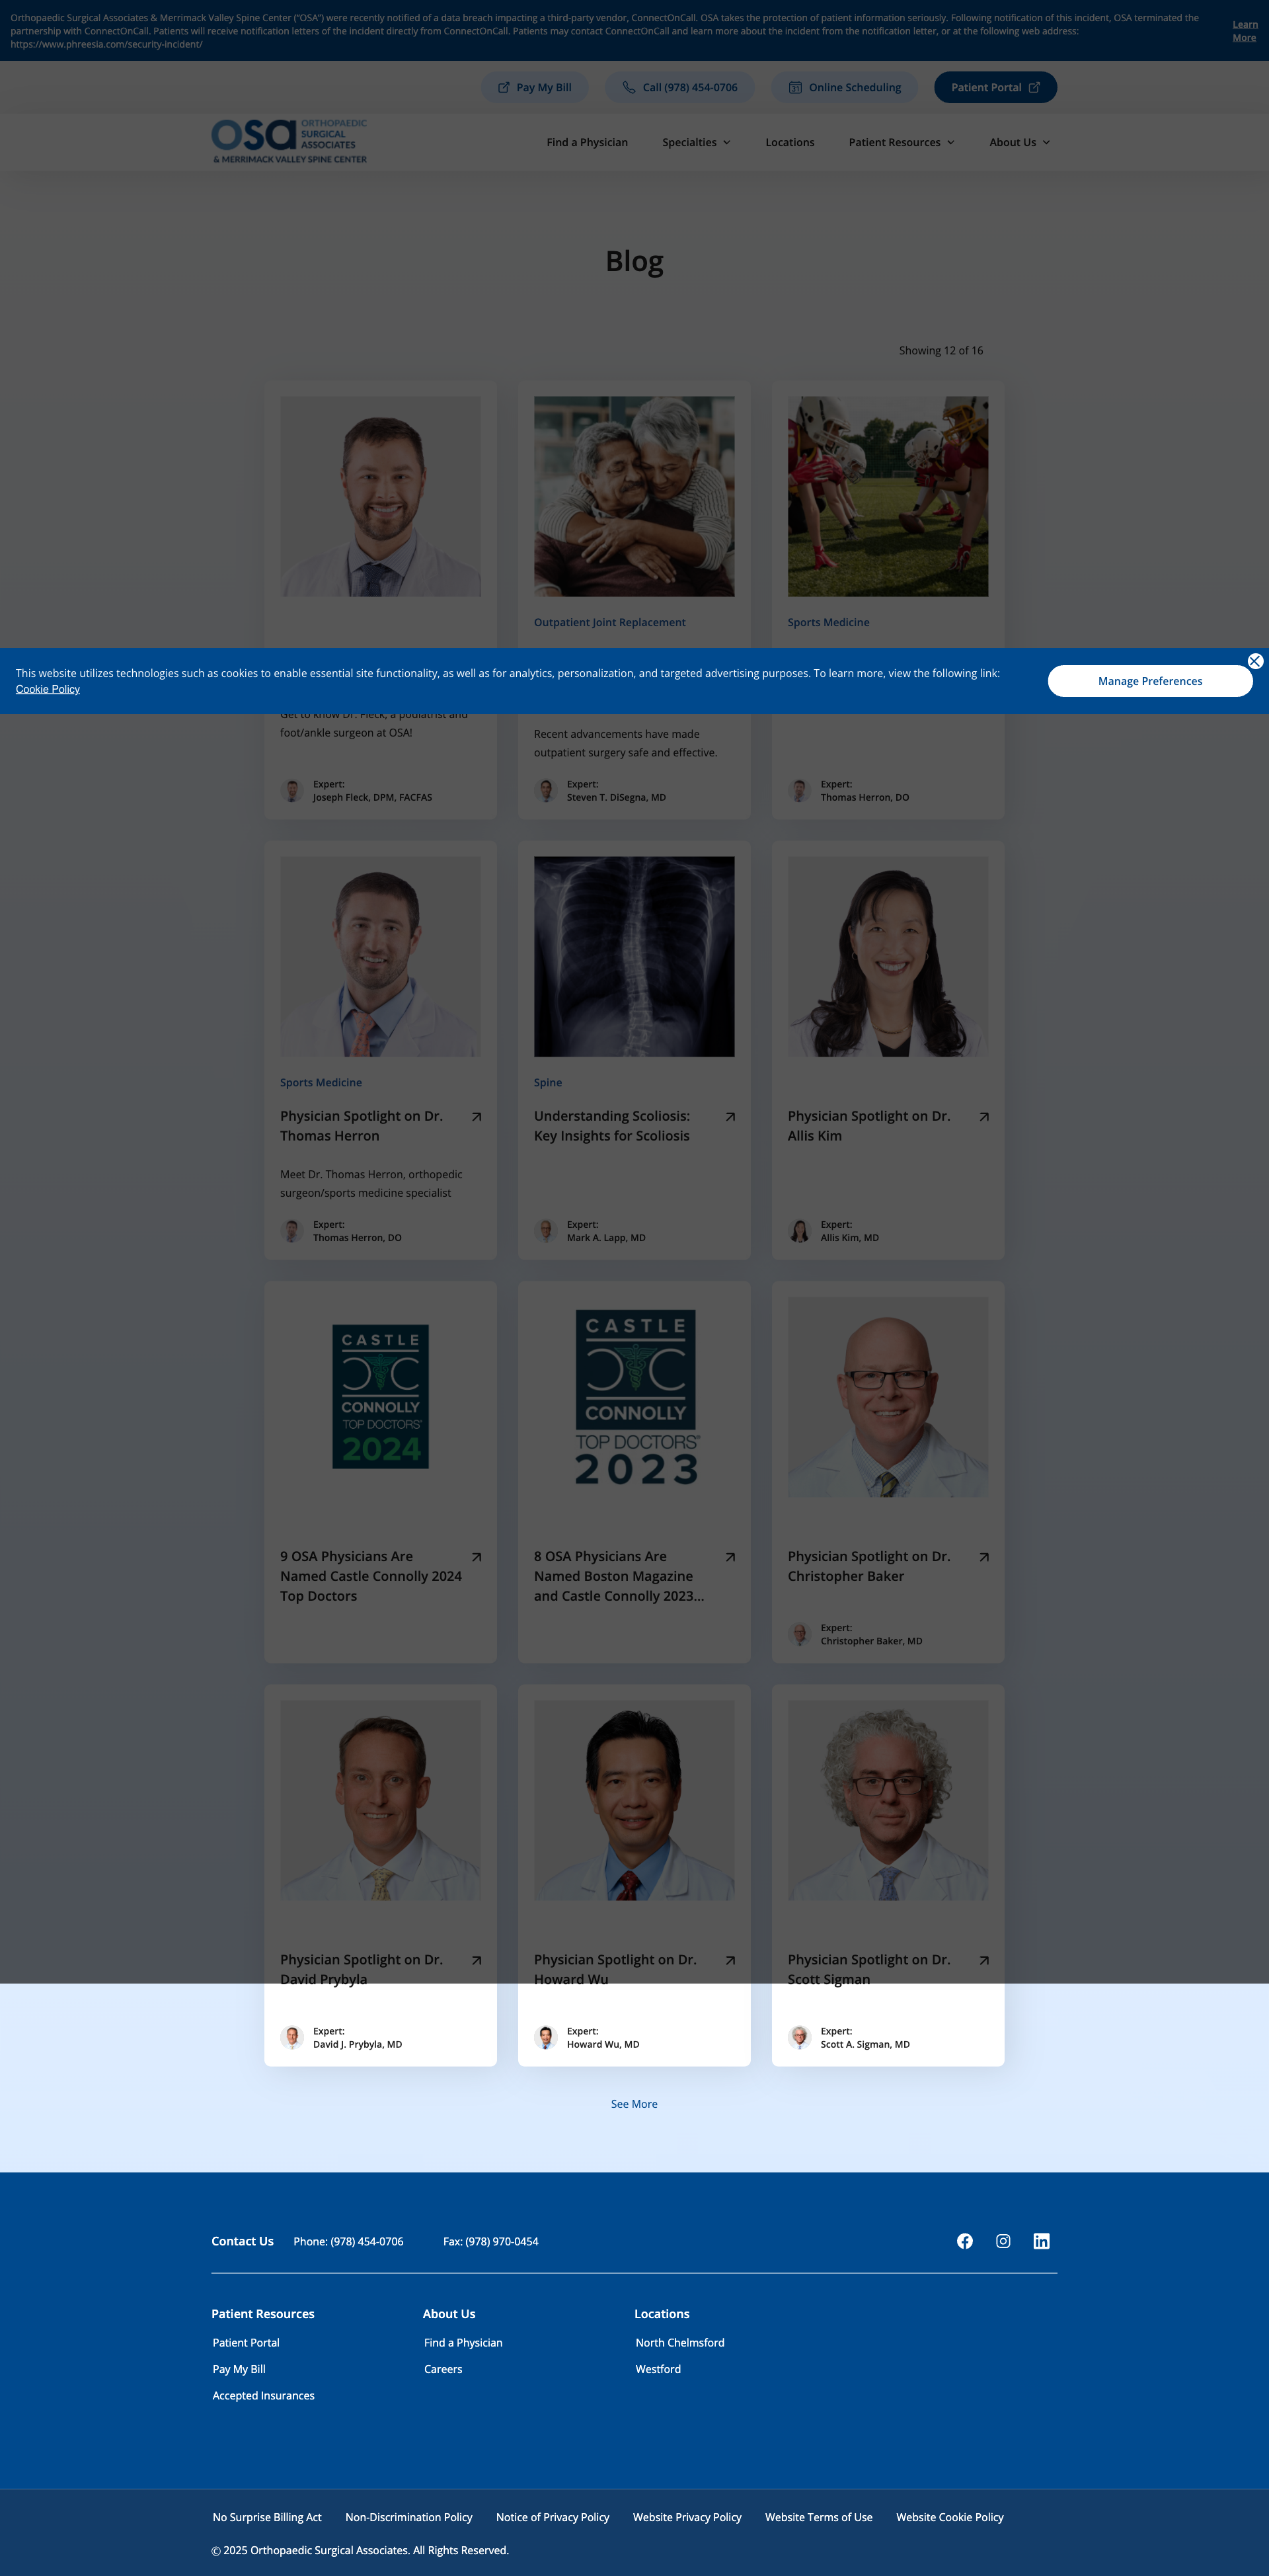 Orthopaedic Surgical Associates & Merrimack Valley Spine Center ("OSA") were recently notified of a data breach impacting a third-party vendor, ConnectOnCall. OSA takes the protection of patient information seriously. Following notification of this incident, OSA terminated the
partnership with ConnectOnCall. Patients will receive notification letters of the incident directly from ConnectOnCall. Patients may contact ConnectOnCall and learn more about the incident from the notification letter, or at the following web address:
https://www.phreesia.com/security-incident/
Learn
More
Pay My Bill
Call (978) 454-0706
Online Scheduling
Patient Portal
osa ORTHOPAEDIC
SURGICAL
ASSOCIATES
& MERRIMACK VALLEY SPINE CENTER
Find a Physician
Specialties
Locations
Patient Resources
About Us
Blog
Showing 12 of 16
Outpatient Joint Replacement
Sports Medicine
This website utilizes technologies such as cookies to enable essential site functionality, as well as for analytics, personalization, and targeted advertising purposes. To learn more, view the following link:
Cookie Policy
Manage Preferences
Get to know Dr. Fleck, a podiatrist and
foot/ankle surgeon at OSA!
Expert:
Joseph Fleck, DPM, FACFAS
Recent advancements have made
outpatient surgery safe and effective.
Expert:
Steven T. DiSegna, MD
Expert:
Thomas Herron, DO
Sports Medicine
Physician Spotlight on Dr.
Thomas Herron
Meet Dr. Thomas Herron, orthopedic
surgeon/sports medicine specialist
Expert:
Thomas Herron, DO
Spine
Understanding Scoliosis:
Key Insights for Scoliosis
Expert:
Mark A. Lapp, MD
Physician Spotlight on Dr.
Allis Kim
Expert:
Allis Kim, MD
CASTLE
CONNOLLY
TOP DOCTORS
2024
9 OSA Physicians Are
Named Castle Connolly 2024
Top Doctors
CASTLE
CONNOLLY
TOP DOCTORS
2023
8 OSA Physicians Are
Named Boston Magazine
and Castle Connolly 2023...
Physician Spotlight on Dr.
Christopher Baker
Expert:
Christopher Baker, MD
Physician Spotlight on Dr.
David Prybyla
Expert:
David J. Prybyla, MD
Physician Spotlight on Dr.
Howard Wu
Expert:
Howard Wu, MD
Physician Spotlight on Dr.
Scott Sigman
Expert:
Scott A. Sigman, MD
See More
Contact Us
Phone: (978) 454-0706
Fax: (978) 970-0454
Patient Resources
Patient Portal
Pay My Bill
Accepted Insurances
About Us
Find a Physician
Careers
Locations
North Chelmsford
Westford
No Surprise Billing Act
Non-Discrimination Policy
Notice of Privacy Policy
Website Privacy Policy
Website Terms of Use
Website Cookie Policy
© 2025 Orthopaedic Surgical Associates. All Rights Reserved.